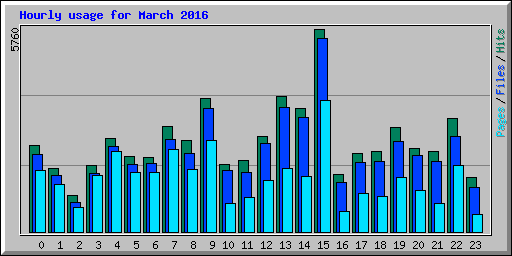 Hourly usage for March 2016
5760
Pages / Files / Hits
0 1 2 3 4 5 6 7 8 9 10 11 12 13 14 15 16 17 18 19 20 21 22 23